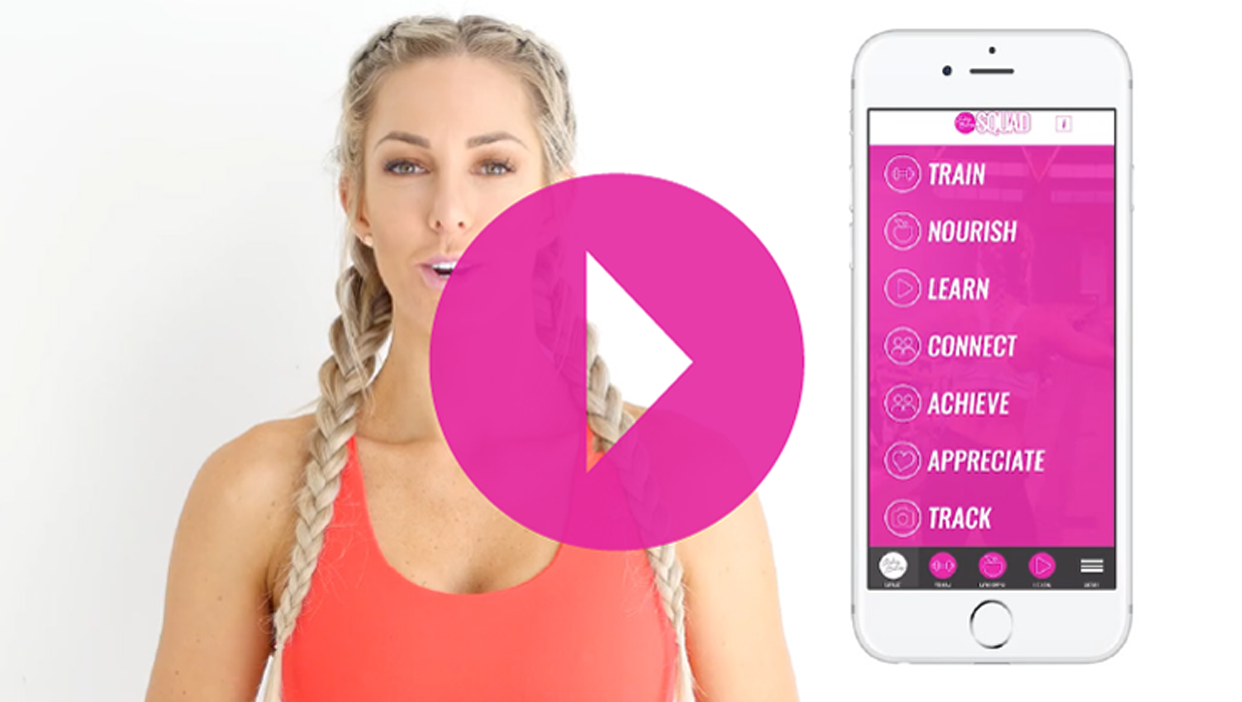 SQUAD
TRAIN
NOURISH
LEARN
CONNECT
ACHIEVE
APPRECIATE
TRACK